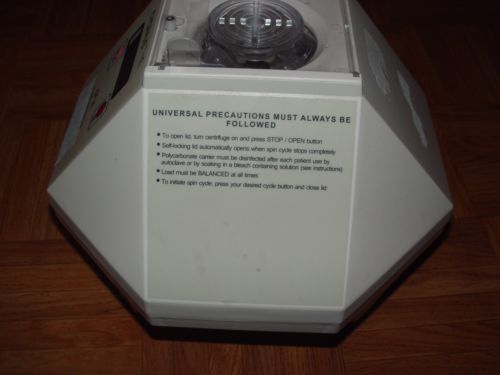 UNIVERSAL PRECAUTIONS MUST ALWAYS BE
FOLLOWED
• To open lid, turn centrifuge on and press STOP / OPEN button
• Self-locking lid automatically opens when spin cycle stops completely
• Polycarbonate carrier must be disinfected after each patient use by
autoclave or by soaking in a bleach containing solution (see instructions)
• Load must be BALANCED at all times
• To initiate spin cycle, press your desired cycle button and close lid